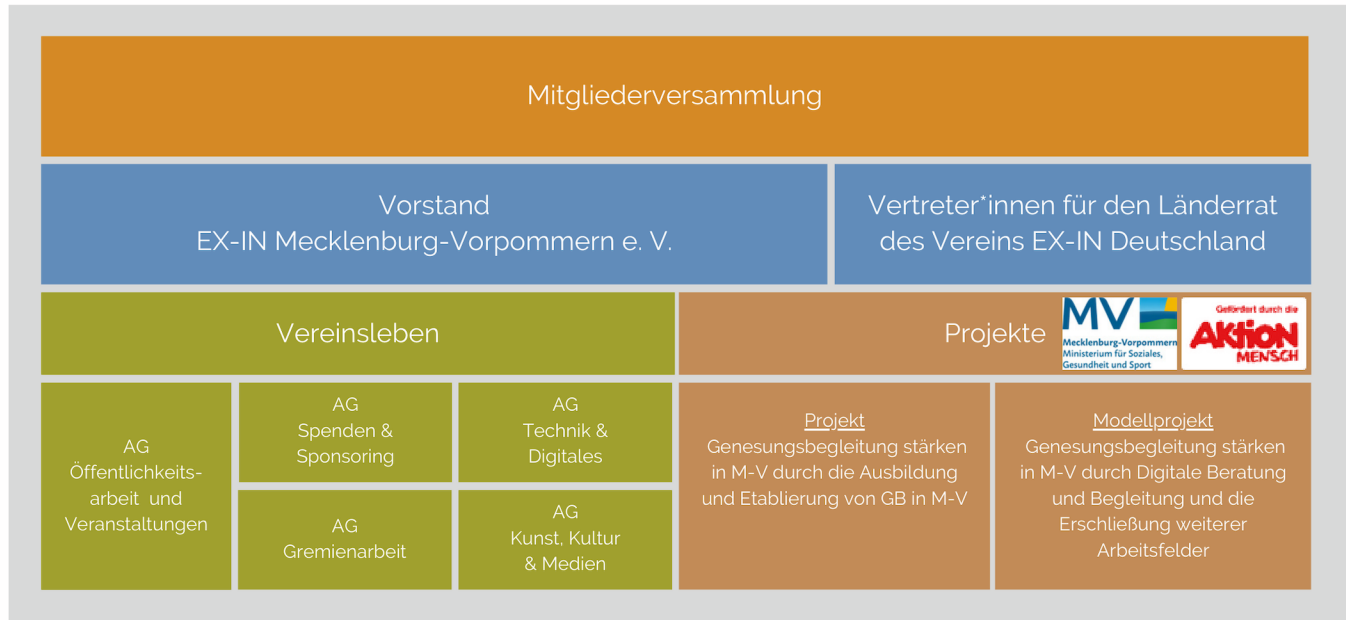 Mitgliederversammlung
Vorstand
EX-IN Mecklenburg-Vorpommern e. V.
Vertreter*innen für den Länderrat
des Vereins EX-IN Deutschland
Vereinsleben
Projekte
MV
Mecklenburg-Vorpommern
Ministerium für Soziales,
Gesundheit und Sport
Gefördert durch die
AKTION
MENSCH
AG
Öffentlichkeits-
arbeit und
Veranstaltungen
AG
Spenden &
Sponsoring
AG
Technik &
Digitales
AG
Gremienarbeit
AG
Kunst, Kultur
& Medien
Projekt
Genesungsbegleitung stärken
in M-V durch die Ausbildung
und Etablierung von GB in M-V
Modellprojekt
Genesungsbegleitung stärken
in M-V durch Digitale Beratung
und Begleitung und die
Erschließung weiterer
Arbeitsfelder